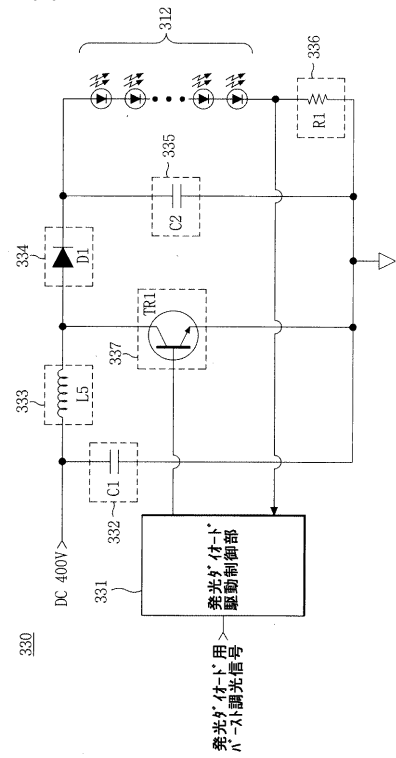 330
DC 400V
332
C1
333
L5
334
D1
337
TR1
335
C2
312
336
R1
331
発光ダイオード
駆動制御部
発光ダイオード用
バースト調光信号